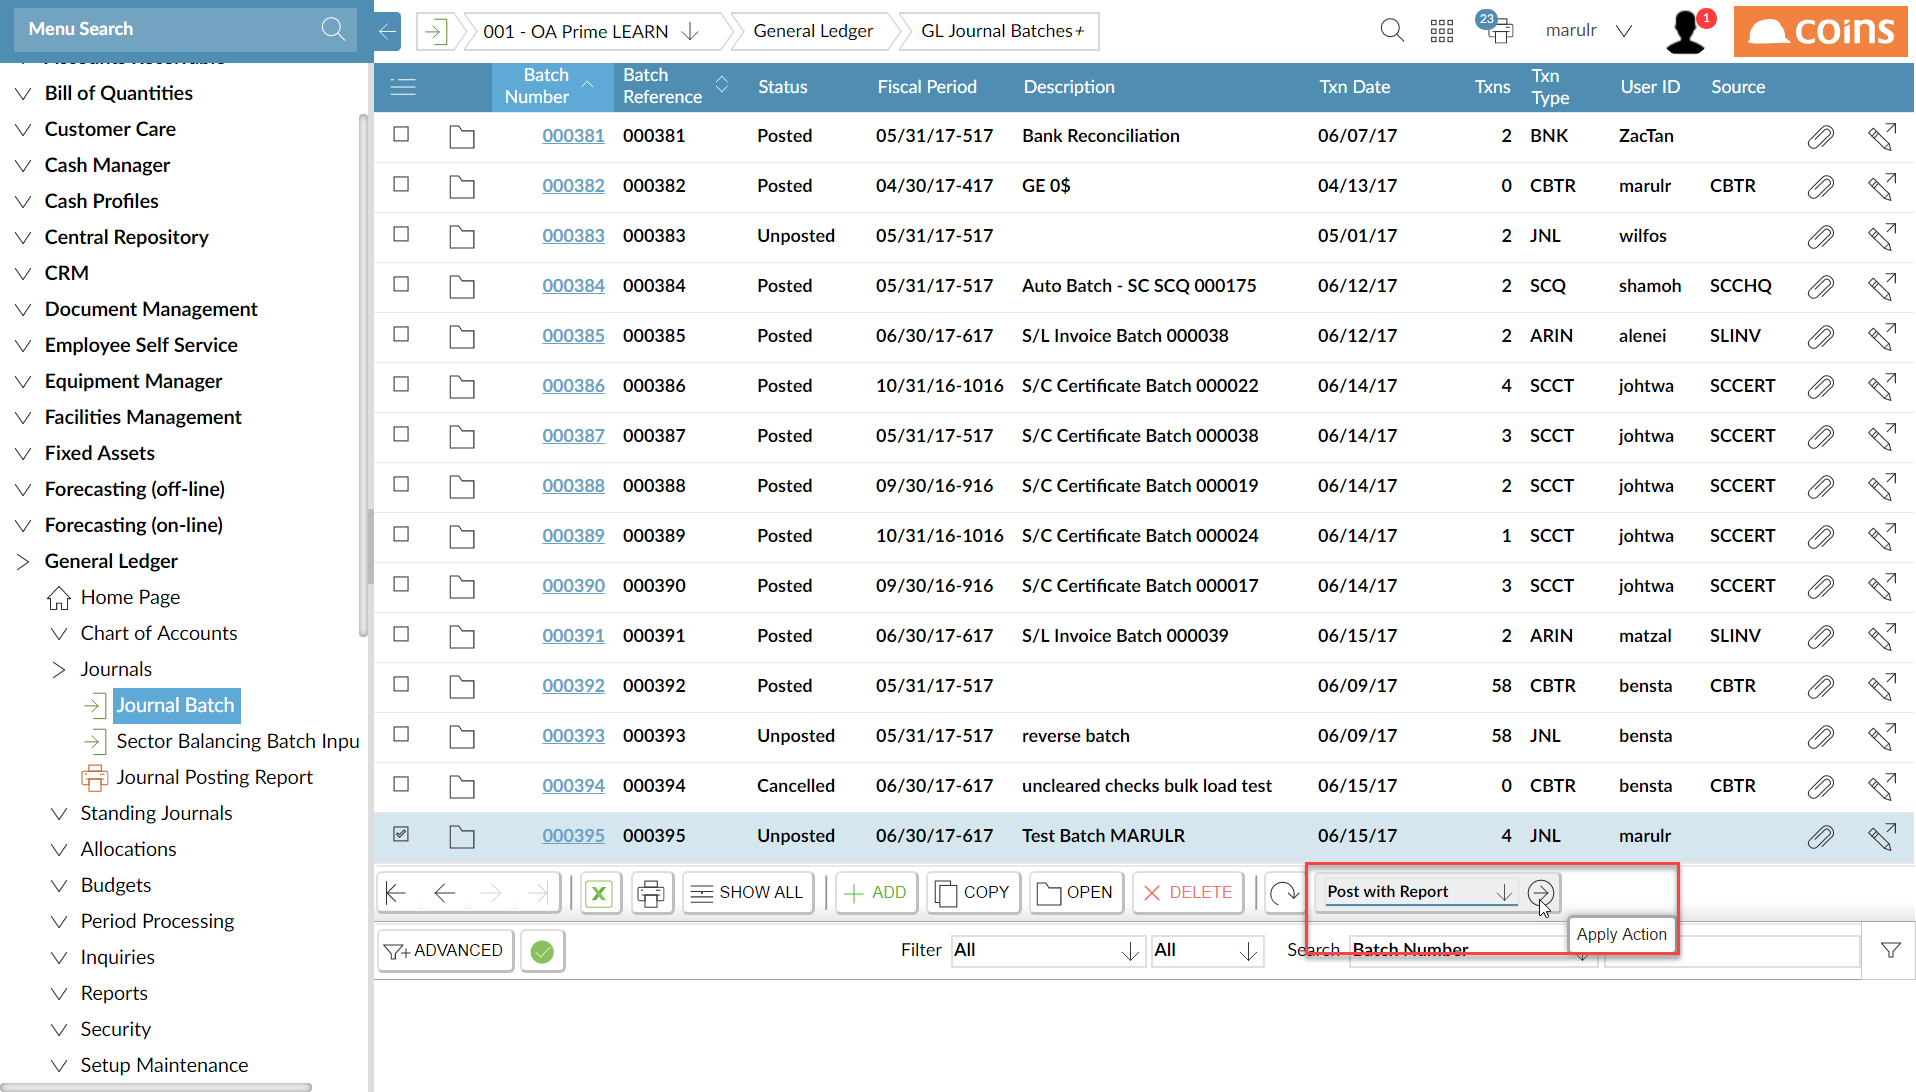 Menu Search
001 - OA Prime LEARN
General Ledger
GL Journal Batches+
23
marulr
1
coins
Accounts Receivable
Bill of Quantities
Customer Care
Cash Manager
Cash Profiles
Central Repository
CRM
Document Management
Employee Self Service
Equipment Manager
Facilities Management
Fixed Assets
Forecasting (off-line)
Forecasting (on-line)
General Ledger
Home Page
Chart of Accounts
Journals
Journal Batch
Sector Balancing Batch Inpu
Journal Posting Report
Standing Journals
Allocations
Budgets
Period Processing
Inquiries
Reports
Security
Setup Maintenance
Batch Number Batch Reference Status Fiscal Period Description Txn Date Txns Txn Type User ID Source
000381 000381 Posted 05/31/17-517 Bank Reconciliation 06/07/17 2 BNK ZacTan
000382 000382 Posted 04/30/17-417 GE 0$ 04/13/17 0 CBTR marulr CBTR
000383 000383 Unposted 05/31/17-517 05/01/17 2 JNL wilfos
000384 000384 Posted 05/31/17-517 Auto Batch - SC SCQ 000175 06/12/17 2 SCQ shamoh SCCHQ
000385 000385 Posted 06/30/17-617 S/L Invoice Batch 000038 06/12/17 2 ARIN alenei SLINV
000386 000386 Posted 10/31/16-1016 S/C Certificate Batch 000022 06/14/17 4 SCCT johtwa SCCERT
000387 000387 Posted 05/31/17-517 S/C Certificate Batch 000038 06/14/17 3 SCCT johtwa SCCERT
000388 000388 Posted 09/30/16-916 S/C Certificate Batch 000019 06/14/17 2 SCCT johtwa SCCERT
000389 000389 Posted 10/31/16-1016 S/C Certificate Batch 000024 06/14/17 1 SCCT johtwa SCCERT
000390 000390 Posted 09/30/16-916 S/C Certificate Batch 000017 06/14/17 3 SCCT johtwa SCCERT
000391 000391 Posted 06/30/17-617 S/L Invoice Batch 000039 06/15/17 2 ARIN matzal SLINV
000392 000392 Posted 05/31/17-517 06/09/17 58 CBTR bensta CBTR
000393 000393 Unposted 05/31/17-517 reverse batch 06/09/17 58 JNL bensta
000394 000394 Cancelled 06/30/17-617 uncleared checks bulk load test 06/15/17 0 CBTR bensta CBTR
000395 000395 Unposted 06/30/17-617 Test Batch MARULR 06/15/17 4 JNL marulr
SHOW ALL ADD COPY OPEN DELETE Post with Report
Apply Action
ADVANCED Filter All All Search Batch Number